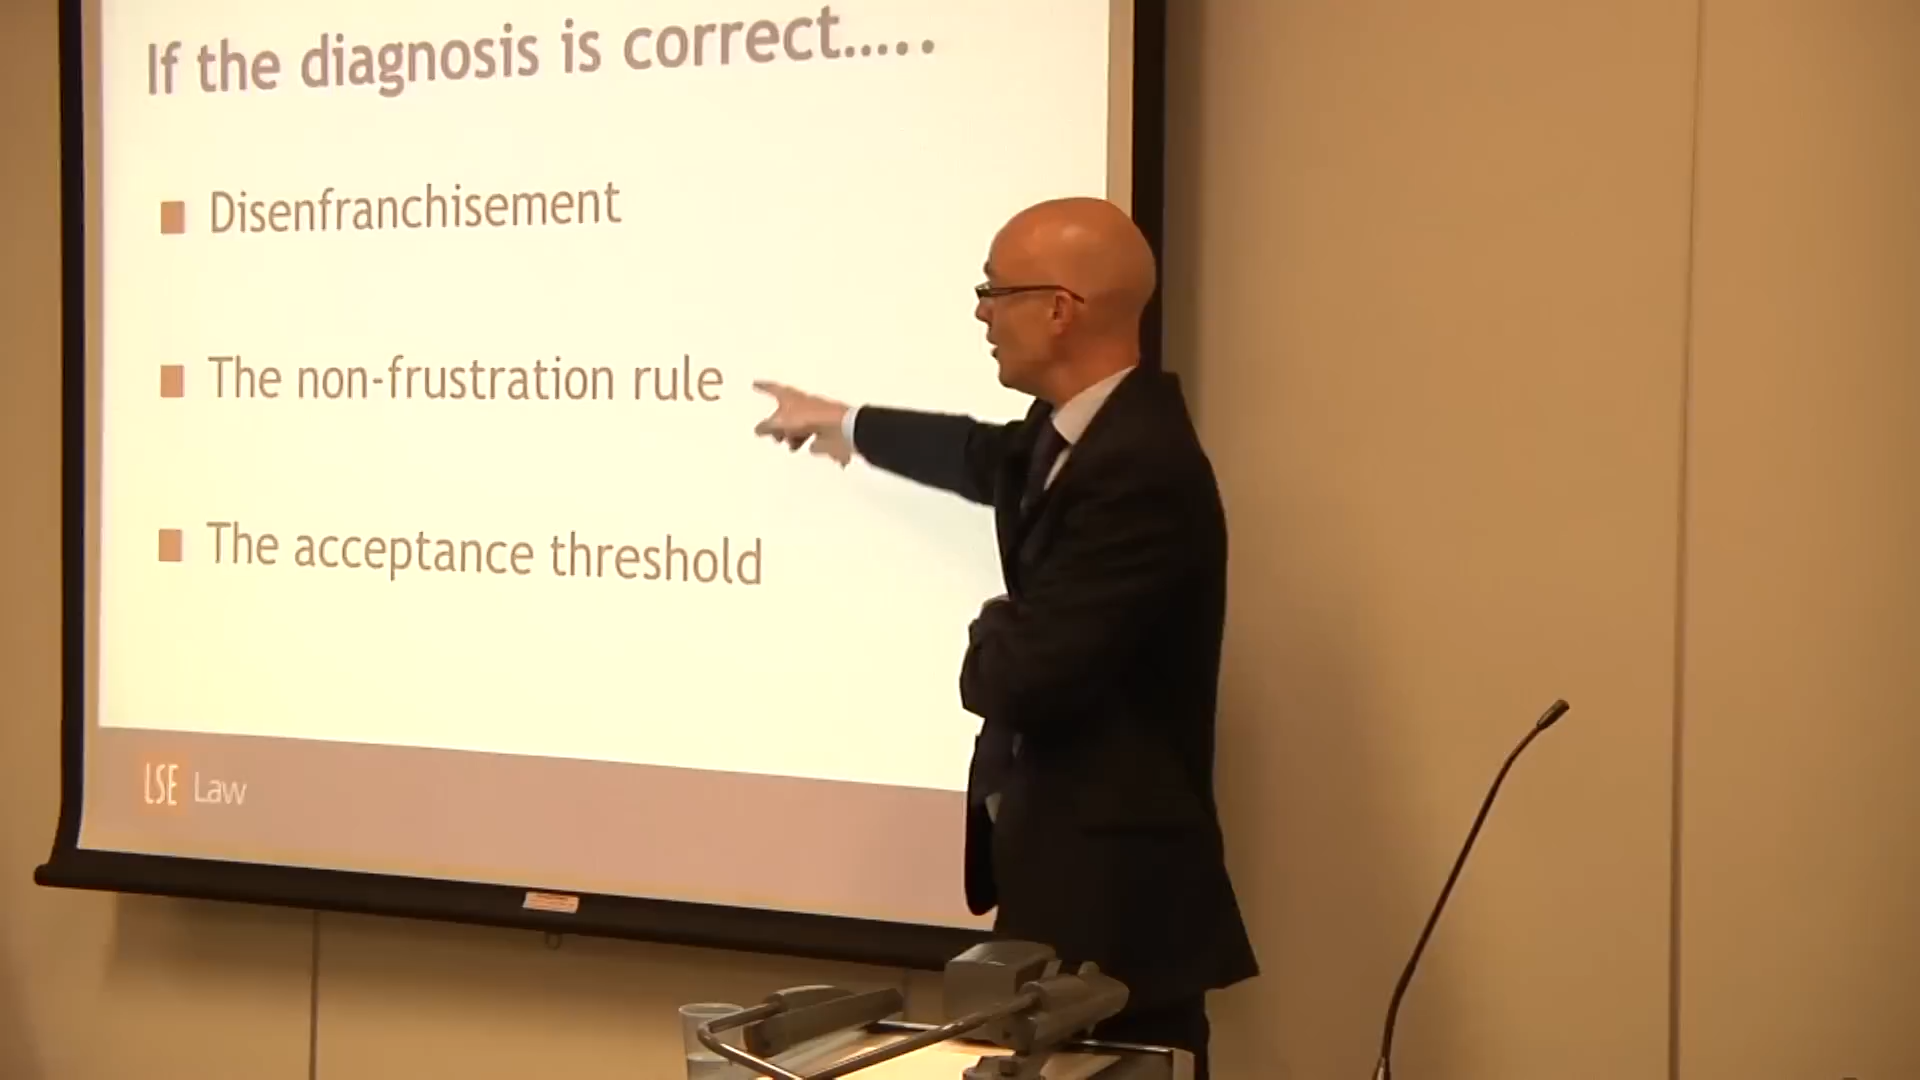 If the diagnosis is correct.....
Disenfranchisement
The non-frustration rule
The acceptance threshold
LSE Law